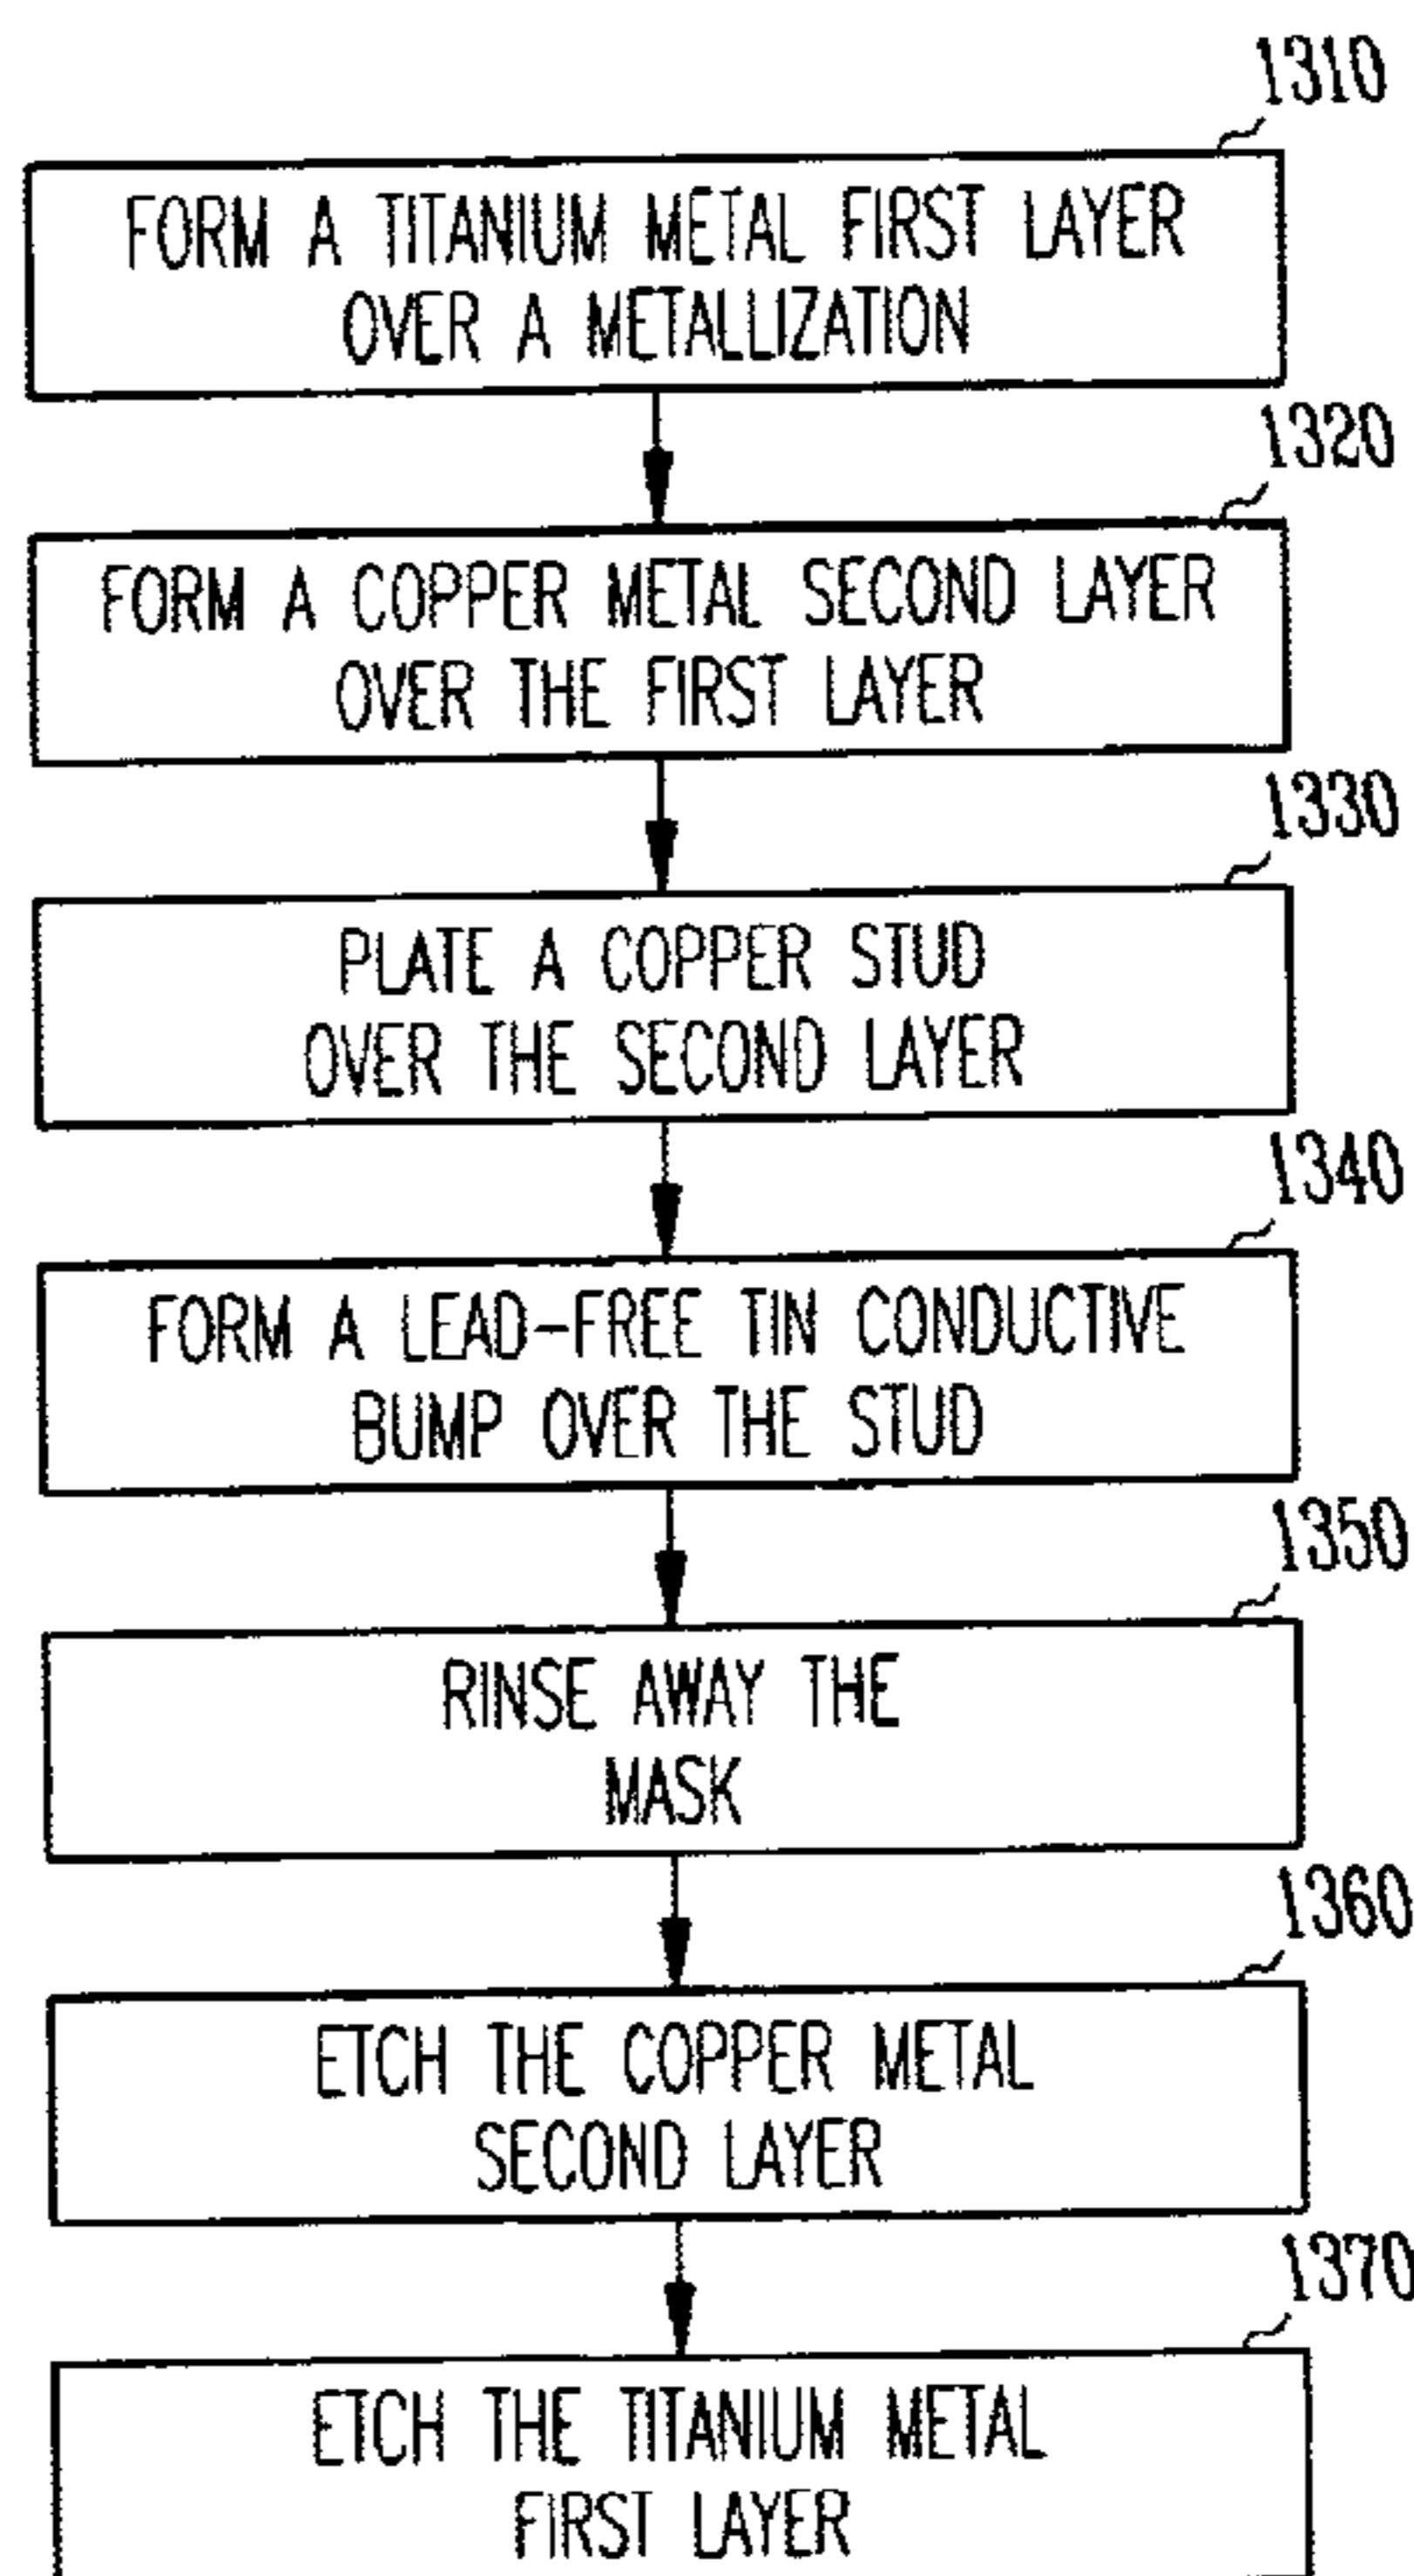 1310
FORM A TITANIUM METAL FIRST LAYER
OVER A METALLIZATION
1320
FORM A COPPER METAL SECOND LAYER
OVER THE FIRST LAYER
1330
PLATE A COPPER STUD
OVER THE SECOND LAYER
1340
FORM A LEAD-FREE TIN CONDUCTIVE
BUMP OVER THE STUD
1350
RINSE AWAY THE
MASK
1360
ETCH THE COPPER METAL
SECOND LAYER
1370
ETCH THE TITANIUM METAL
FIRST LAYER